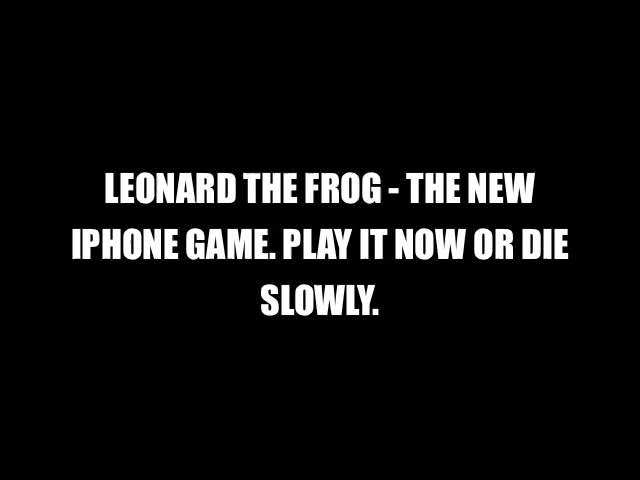 LEONARD THE FROG - THE NEW
IPHONE GAME. PLAY IT NOW OR DIE
SLOWLY.